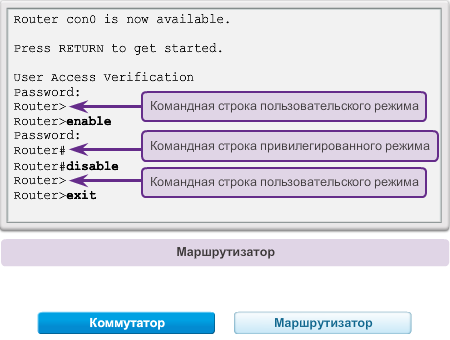 Router con0 is now available.
Press RETURN to get started.
User Access Verification
Password:
Router>
Командная строка пользовательского режима
Router>enable
Password:
Router#
Командная строка привилегированного режима
Router#disable
Router>
Командная строка пользовательского режима
Router>exit
Маршрутизатор
Коммутатор
Маршрутизатор